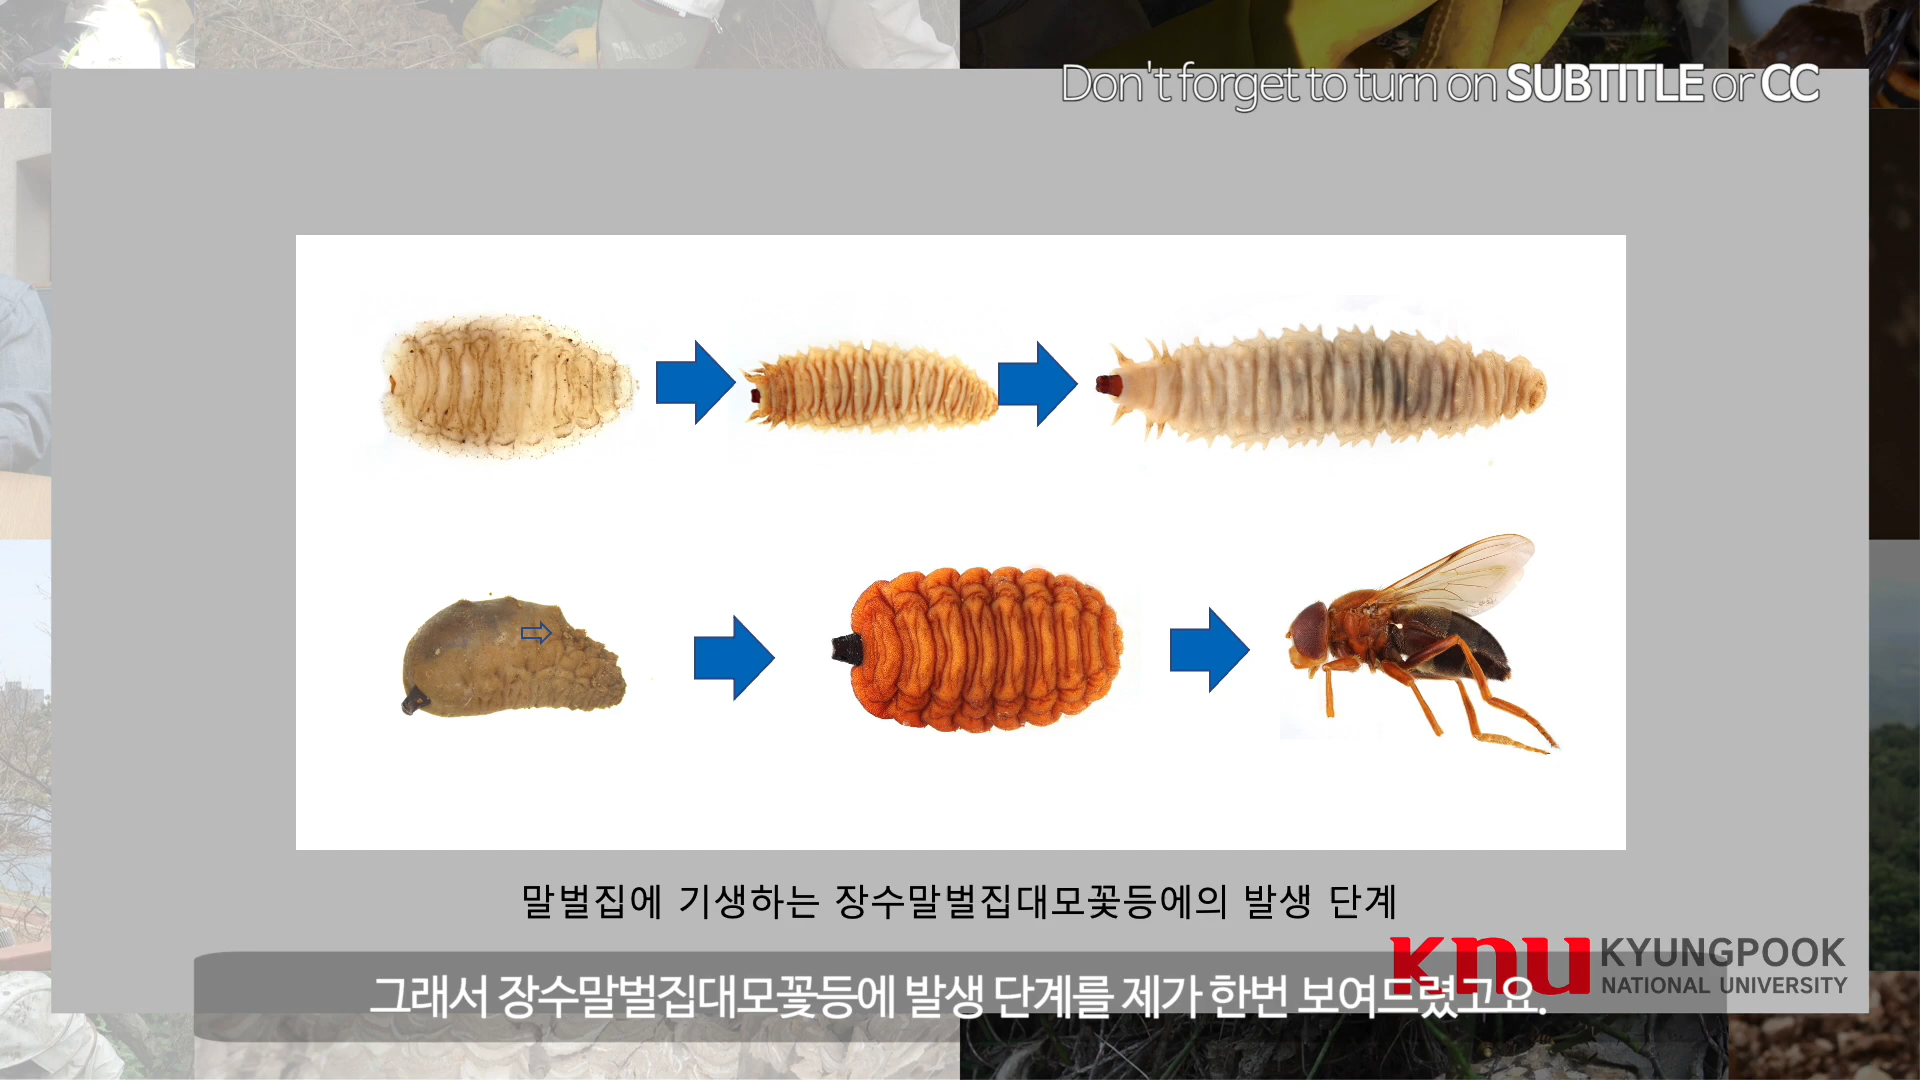 Don't forget to turn on SUBTITLE or CC
말벌집에 기생하는 장수말벌집대모꽃등에의 발생 단계
knu KYUNGPOOK
NATIONAL UNIVERSITY
그래서 장수말벌집대모꽃등에 발생 단계를 제가 한번 보여드렸고요.